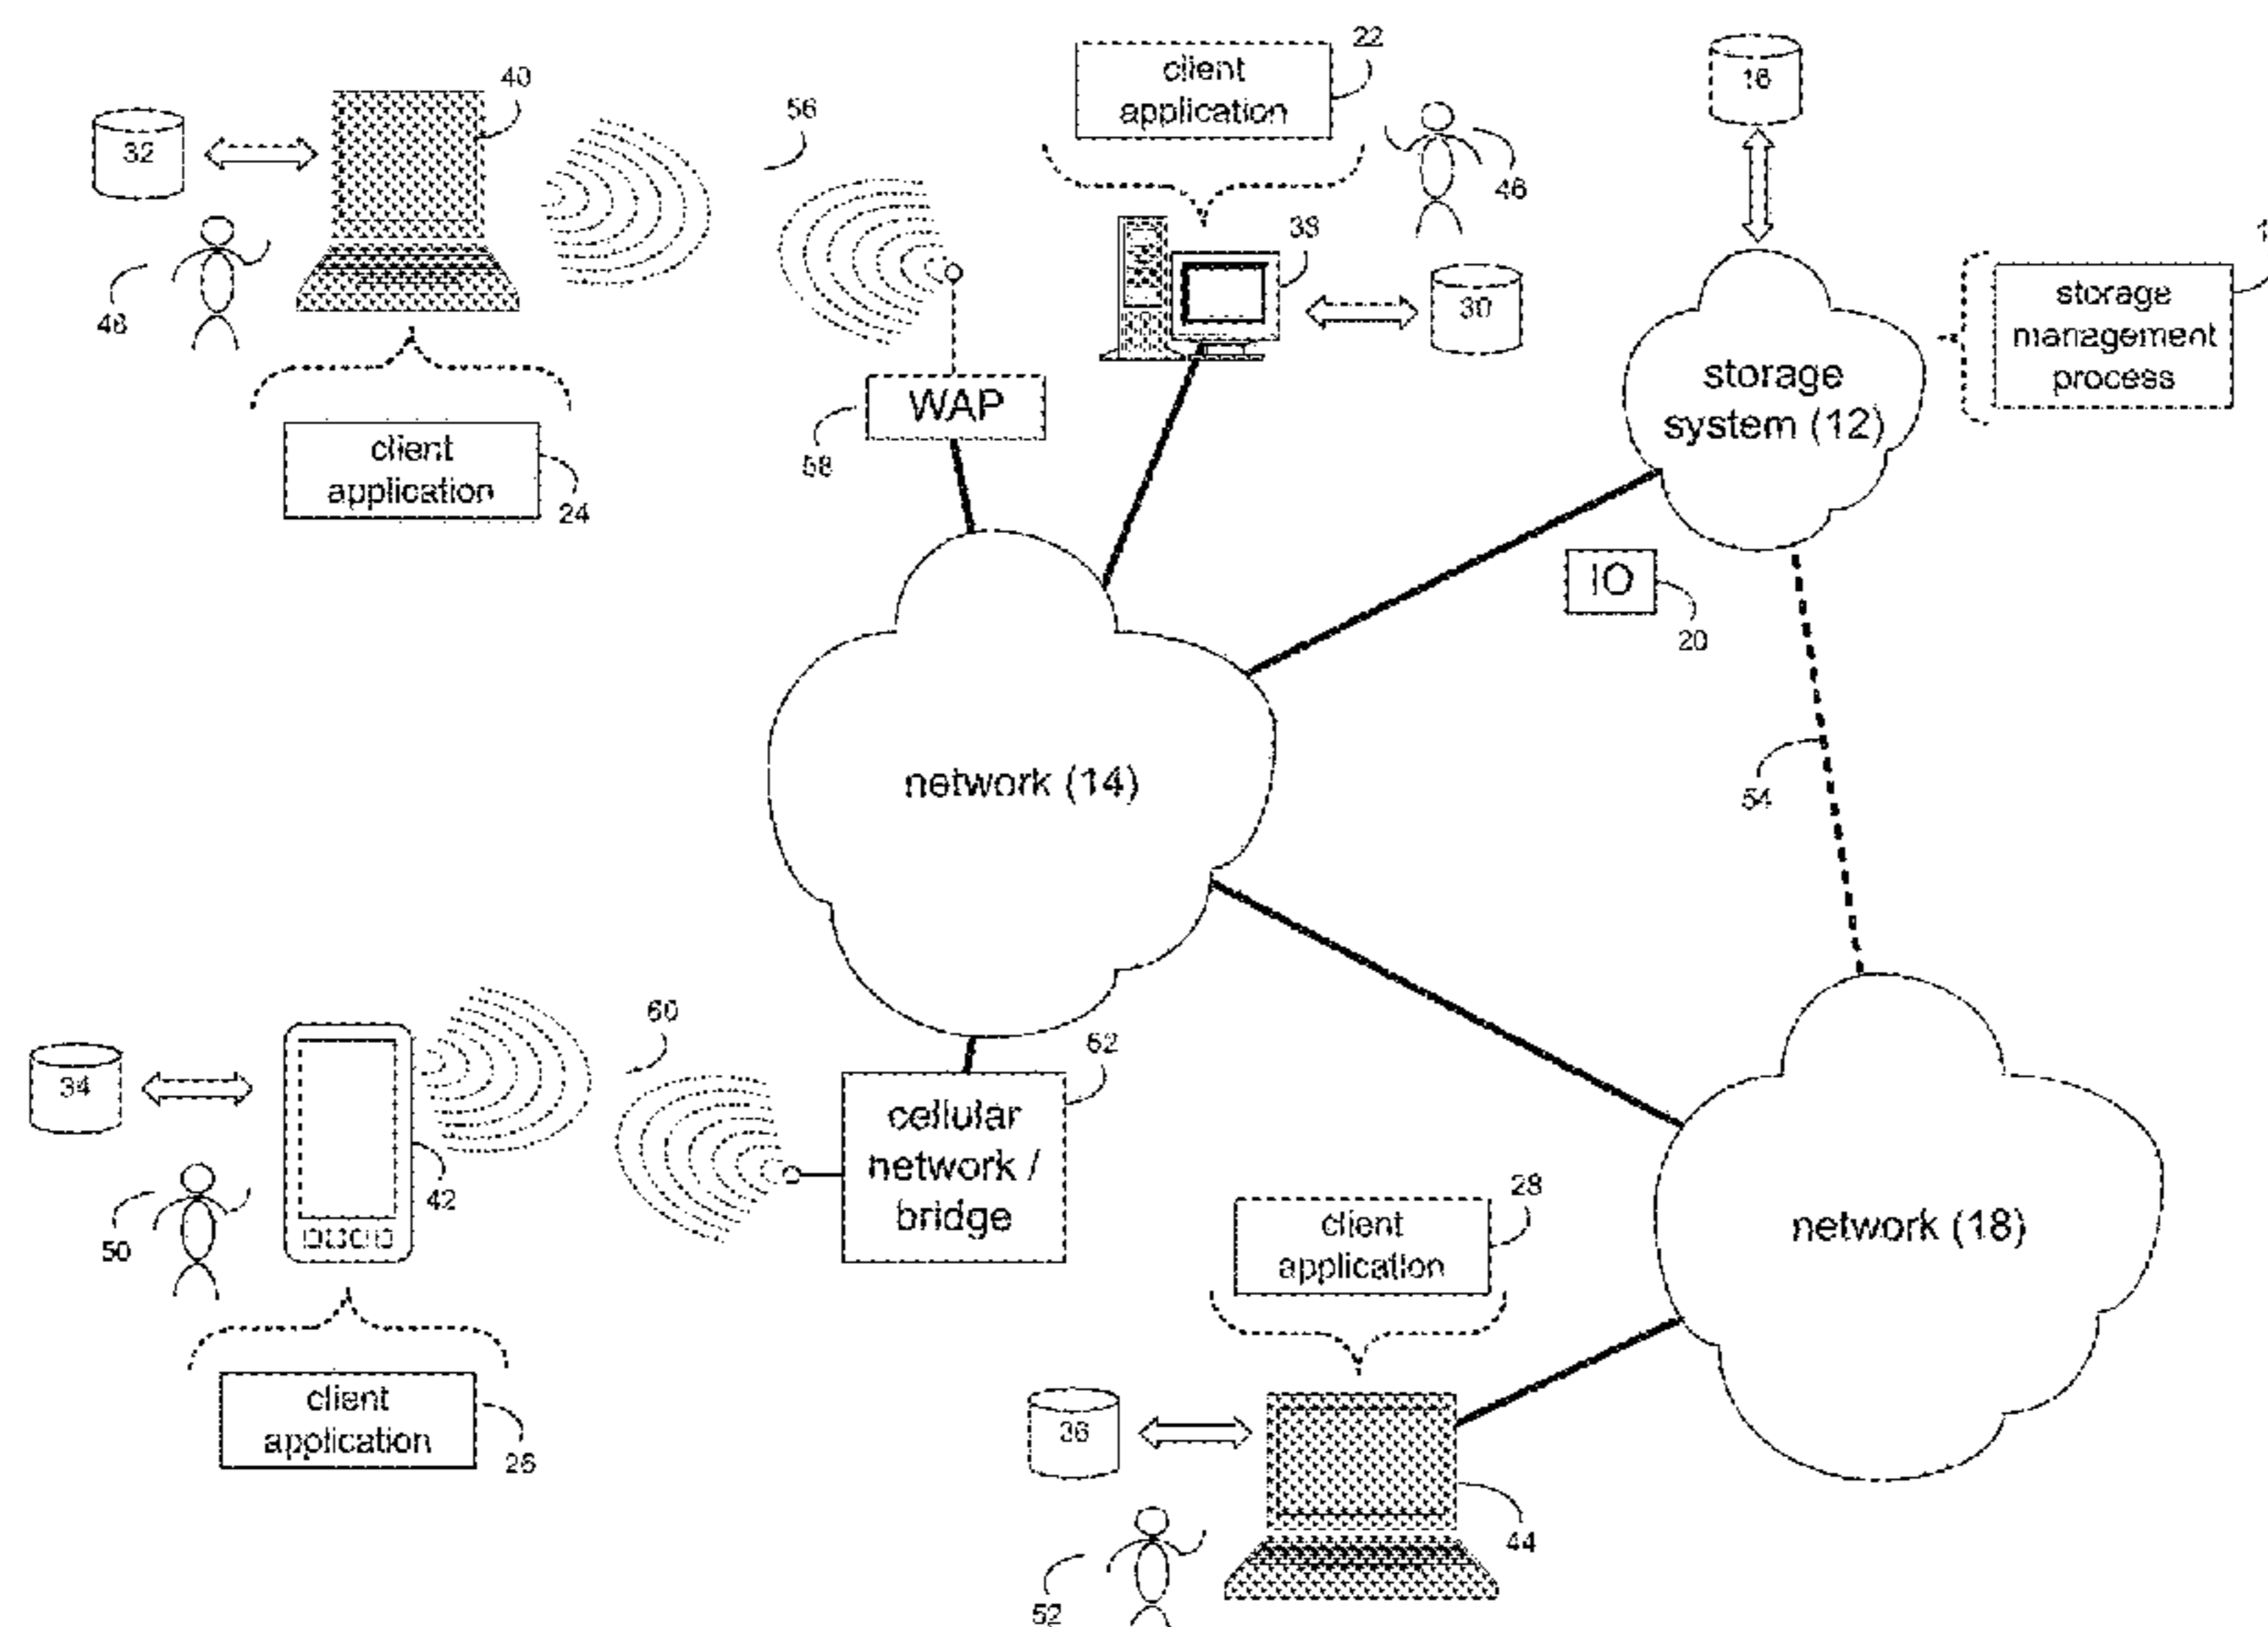 40
32
48
client
application
24
56
WAP
58
22
client
application
46
38
30
16
storage
system (12)
storage
management
process
IO
20
network (14)
54
34
42
50
60
62
cellular
network /
bridge
client
application
26
28
client
application
36
44
52
network (18)